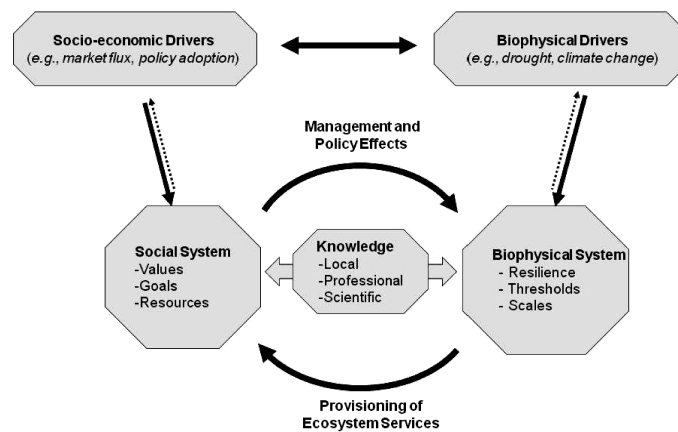 Socio-economic Drivers
(e.g., market flux, policy adoption)
Biophysical Drivers
(e.g., drought, climate change)
Management and
Policy Effects
Social System
-Values
-Goals
-Resources
Knowledge
-Local
-Professional
-Scientific
Biophysical System
- Resilience
- Thresholds
- Scales
Provisioning of
Ecosystem Services